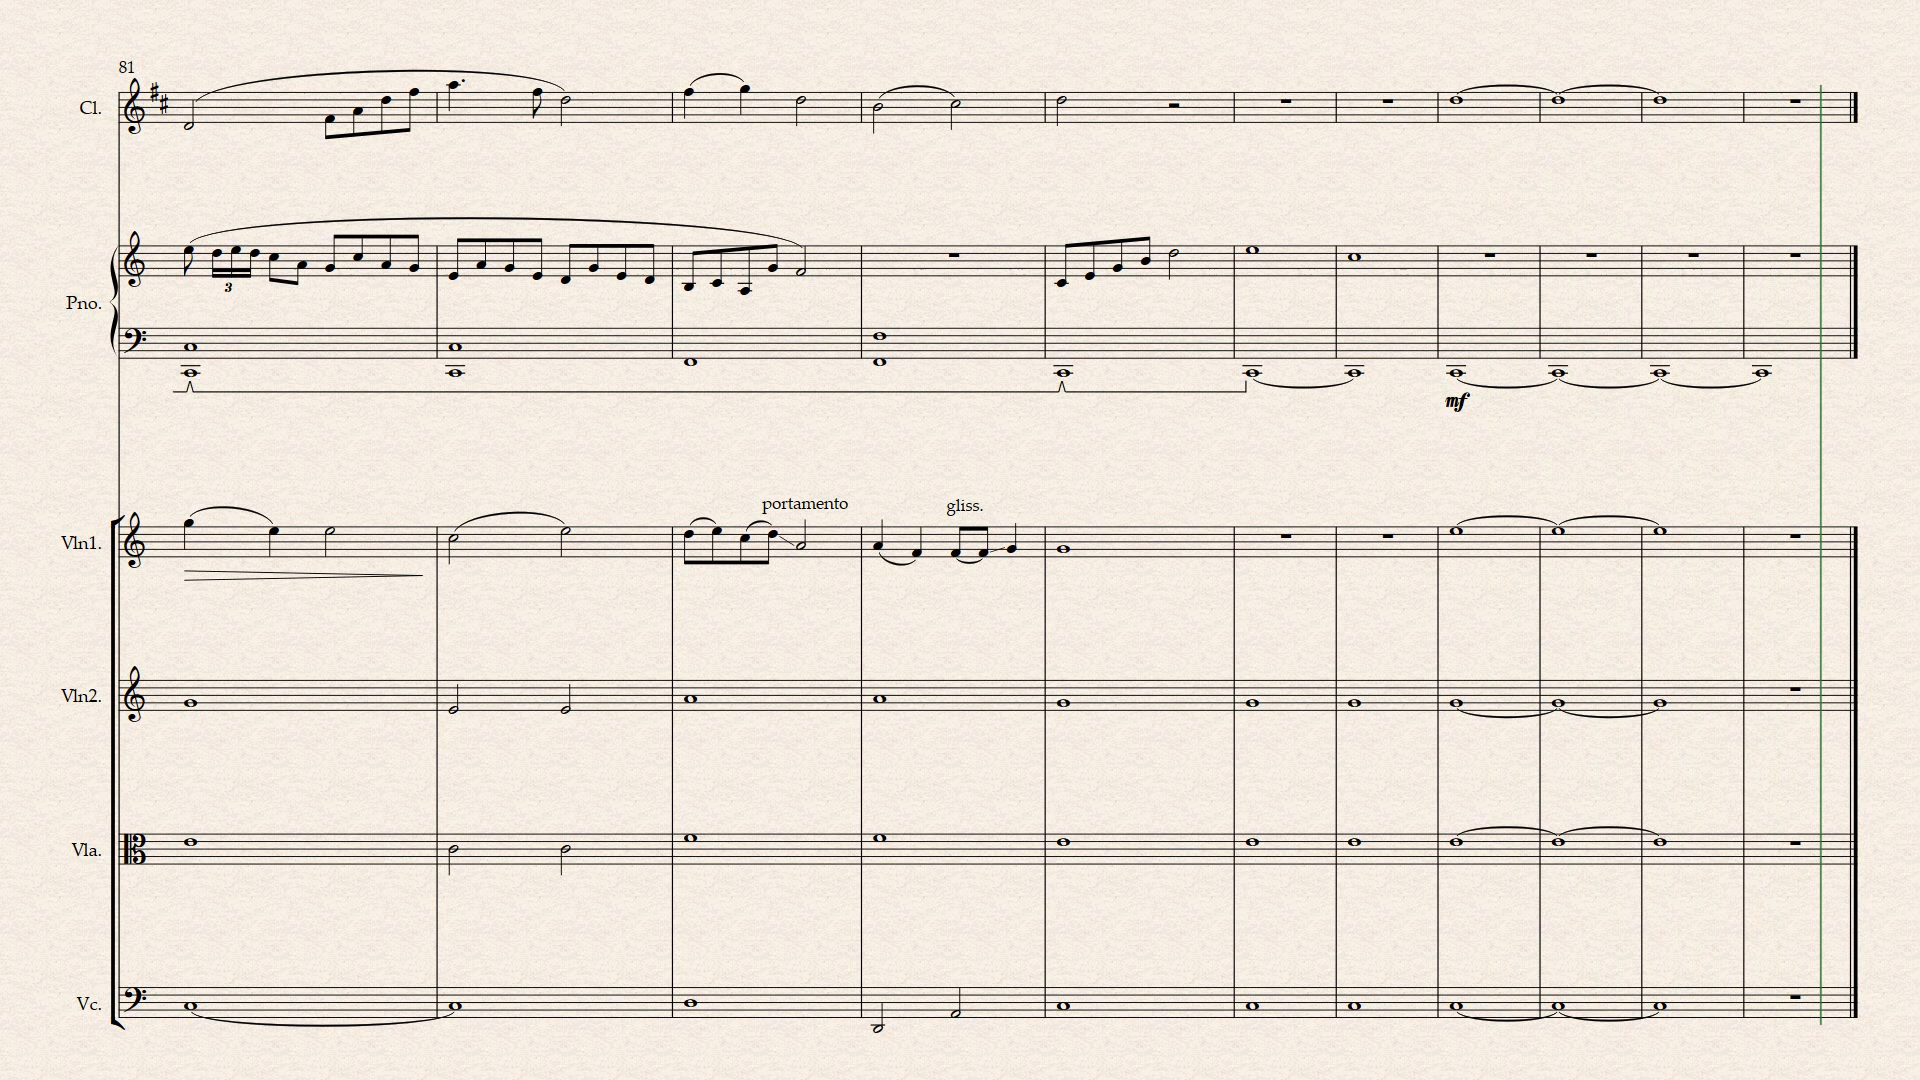 81
Cl.
3
Pno.
mf
portamento gliss.
Vln1.
Vln2.
Vla.
Vc.